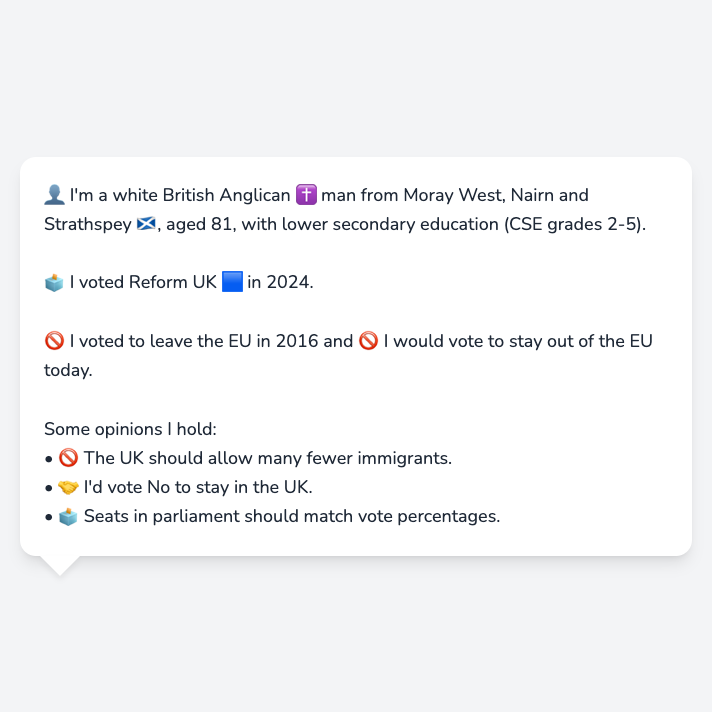 👤 I'm a white British Anglican ✝️ man from Moray West, Nairn and
Strathspey 🏴󠁧󠁢󠁳󠁣󠁴󠁿, aged 81, with lower secondary education (CSE grades 2-5).
🗳️ I voted Reform UK 🟦 in 2024.
🚫 I voted to leave the EU in 2016 and 🚫 I would vote to stay out of the EU
today.
Some opinions I hold:
• 🚫 The UK should allow many fewer immigrants.
• 🤝 I'd vote No to stay in the UK.
• 🗳️ Seats in parliament should match vote percentages.